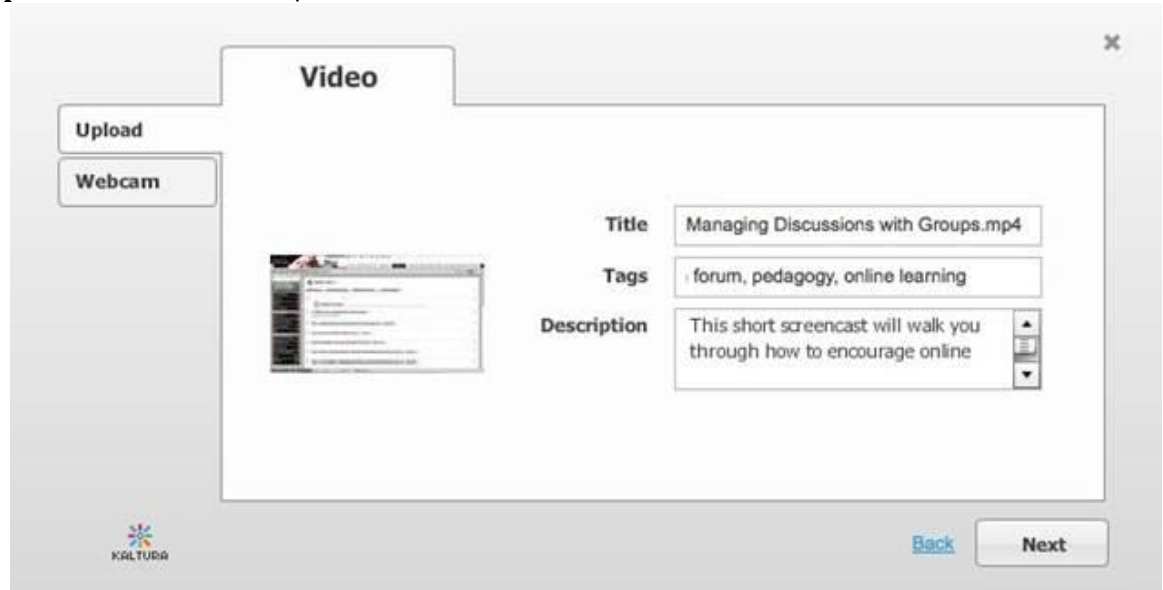 Video
Upload
Webcam
Title
Managing Discussions with Groups.mp4
Tags
forum, pedagogy, online learning
Description
This short screencast will walk you
through how to encourage online
KALTURA
Back
Next